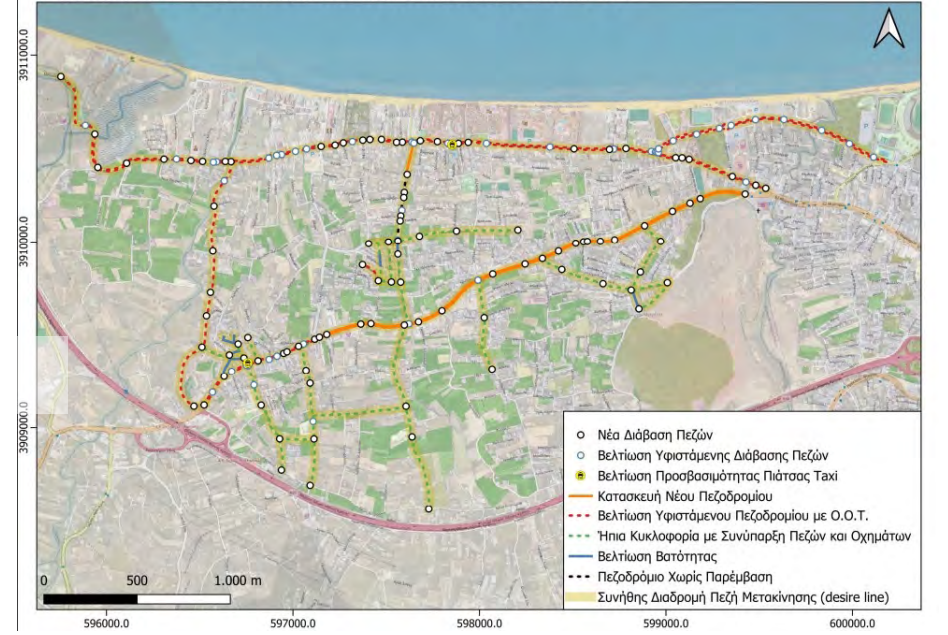 3911000.0
3910000.0
3909000.0
Νέα Διάβαση Πεζών
Βελτίωση Υφιστάμενης Διάβασης Πεζών
Βελτίωση Προσβασιμότητας Πιάτσας Taxi
Κατασκευή Νέου Πεζοδρομίου
Βελτίωση Υφιστάμενου Πεζοδρομίου με Ο.Ο.Τ.
Ήπια Κυκλοφορία με Συνύπαρξη Πεζών και Οχημάτων
Βελτίωση Βατότητας
Πεζοδρόμιο Χωρίς Παρέμβαση
Συνήθης Διαδρομή Πεζή Μετακίνησης (desire line)
0 500 1.000 m
596000.0 597000.0 598000.0 599000.0 600000.0